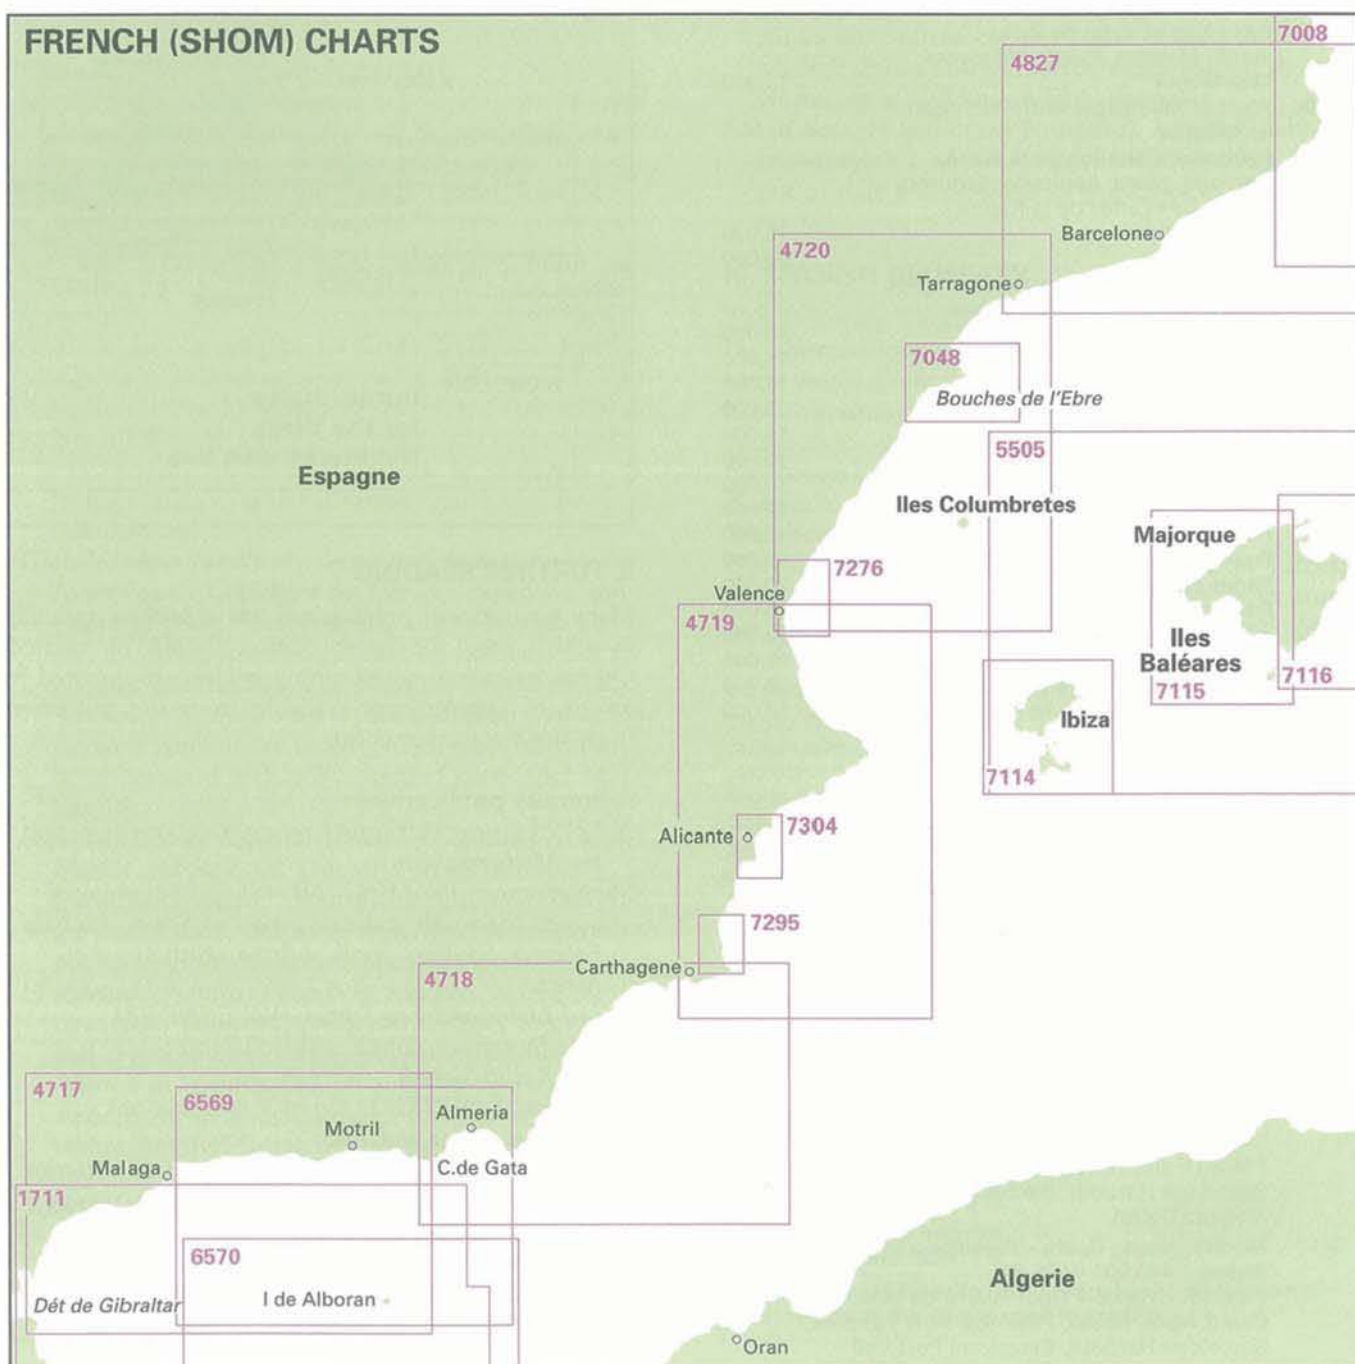 FRENCH (SHOM) CHARTS
7008
4827
Barcelone
4720
Tarragone
7048
Bouches de l'Ebre
5505
Espagne
Iles Columbretes
Majorque
7276
Valence
4719
Iles
Baléares
7116
7115
Ibiza
7114
7304
Alicante
7295
Carthagene
4718
4717
6569
Almeria
Motril
Malaga
C.de Gata
1711
6570
Algerie
I de Alboran
Dét de Gibraltar
Oran